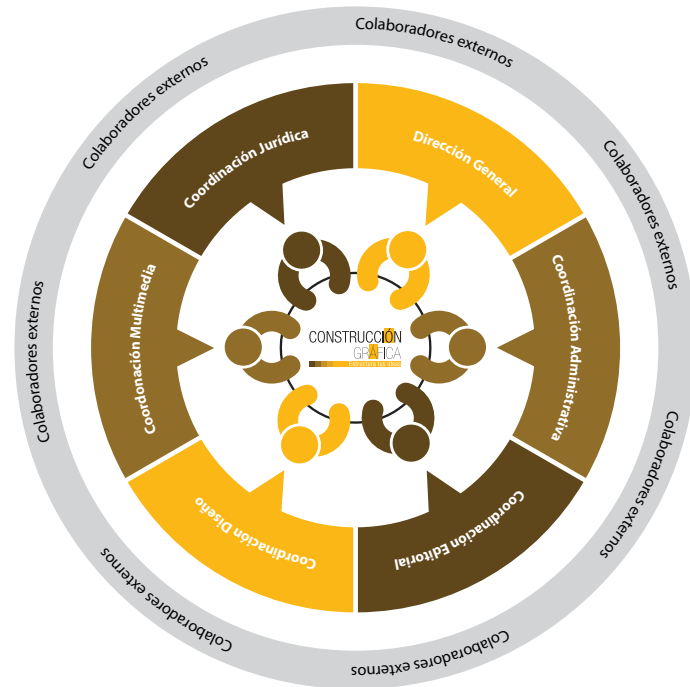 Colaboradores externos
Colaboradores externos
Colaboradores externos
Colaboradores externos
Colaboradores externos
Colaboradores externos
Colaboradores externos
Dirección General
Coordinación Administrativa
Coordinación Editorial
Coordinación Diseño
Coordonación Multimedia
Coordinación Jurídica
CONSTRUCCIÓN
GRÁFICA